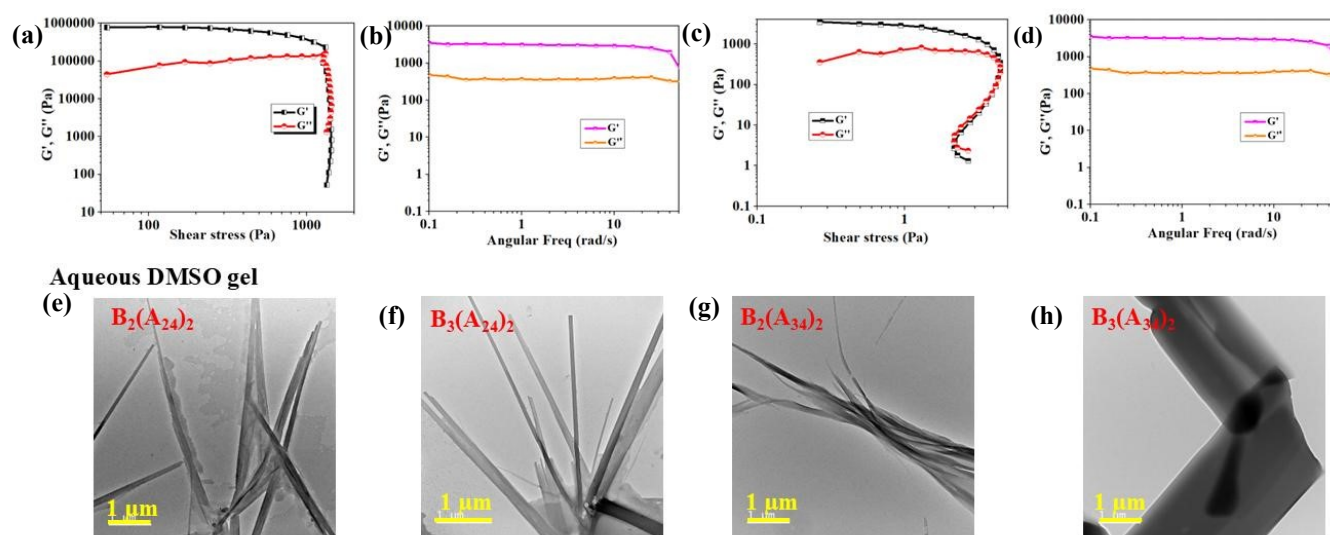 (a)
G', G'' (Pa)
1000000
100000
10000
1000
100
10
100
1000
Shear stress (Pa)
G'
G''
(b)
G', G''(Pa)
10000
1000
100
10
1
0.1
0.1
1
10
Angular Freq (rad/s)
G'
G''
(c)
G', G'' (Pa)
1000
100
10
1
0.1
0.1
1
Shear stress (Pa)
G'
G''
(d)
G', G''(Pa)
10000
1000
100
10
1
0.1
0.1
1
10
Angular Freq (rad/s)
G'
G''
Aqueous DMSO gel
(e)
B₂(A₂₄)₂
1 µm
(f)
B₃(A₂₄)₂
1 µm
(g)
B₂(A₃₄)₂
1 µm
(h)
B₃(A₃₄)₂
1 µm